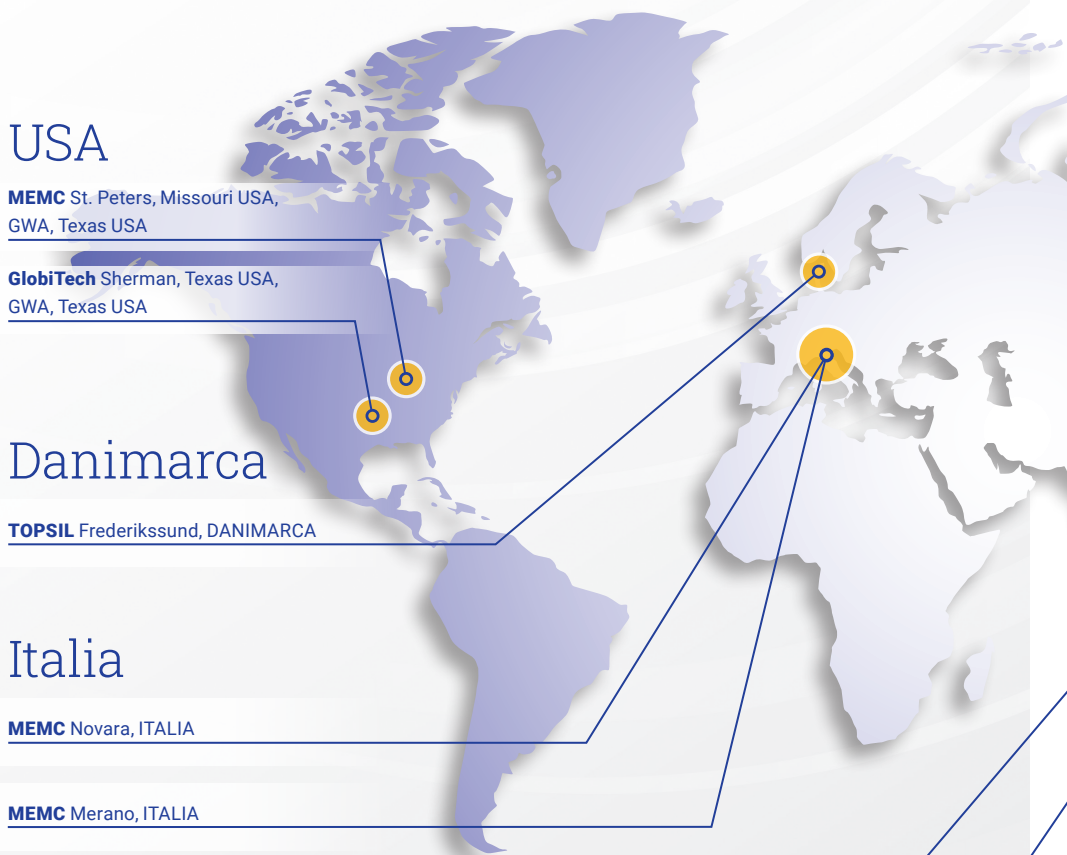 USA
MEMC St. Peters, Missouri USA,
GWA, Texas USA
GlobiTech Sherman, Texas USA,
GWA, Texas USA
Danimarca
TOPSIL Frederikssund, DANIMARCA
Italia
MEMC Novara, ITALIA
MEMC Merano, ITALIA